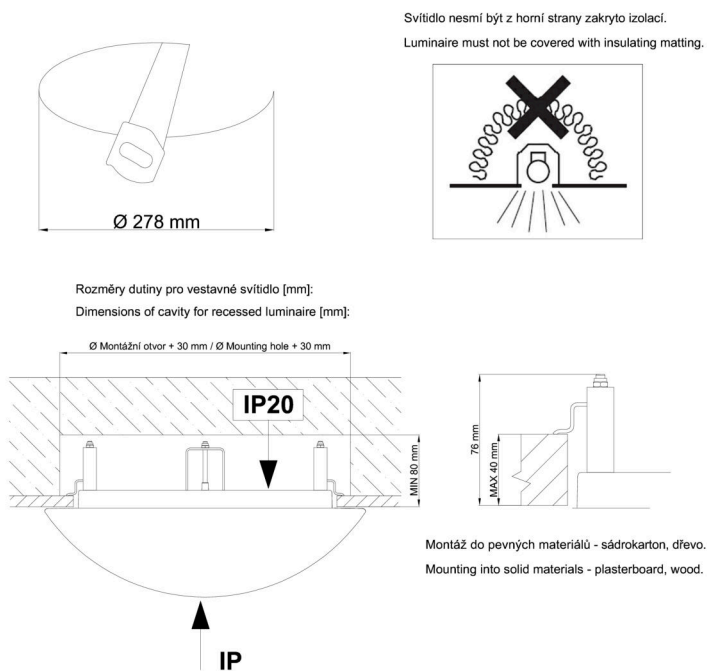 Svítidlo nesmí být z horní strany zakryto izolací.
Luminaire must not be covered with insulating matting.
Ø 278 mm
Rozměry dutiny pro vestavné svítidlo [mm]:
Dimensions of cavity for recessed luminaire [mm]:
Ø Montážní otvor + 30 mm / Ø Mounting hole + 30 mm
IP20
MIN 80 mm
76 mm
MAX 40 mm
Montáž do pevných materiálů - sádrokarton, dřevo.
Mounting into solid materials - plasterboard, wood.
IP